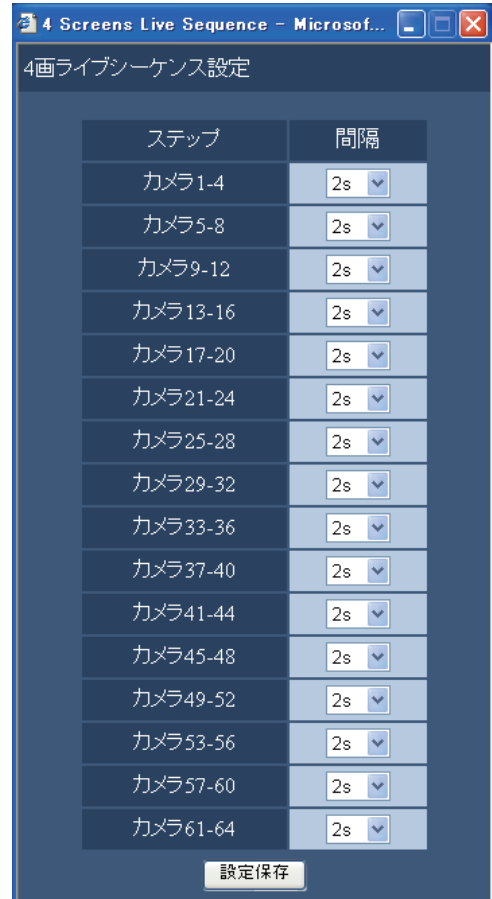 4 Screens Live Sequence - Microsof...
4画ライブシーケンス設定
ステップ 間隔
カメラ1-4 2s
カメラ5-8 2s
カメラ9-12 2s
カメラ13-16 2s
カメラ17-20 2s
カメラ21-24 2s
カメラ25-28 2s
カメラ29-32 2s
カメラ33-36 2s
カメラ37-40 2s
カメラ41-44 2s
カメラ45-48 2s
カメラ49-52 2s
カメラ53-56 2s
カメラ57-60 2s
カメラ61-64 2s
設定保存